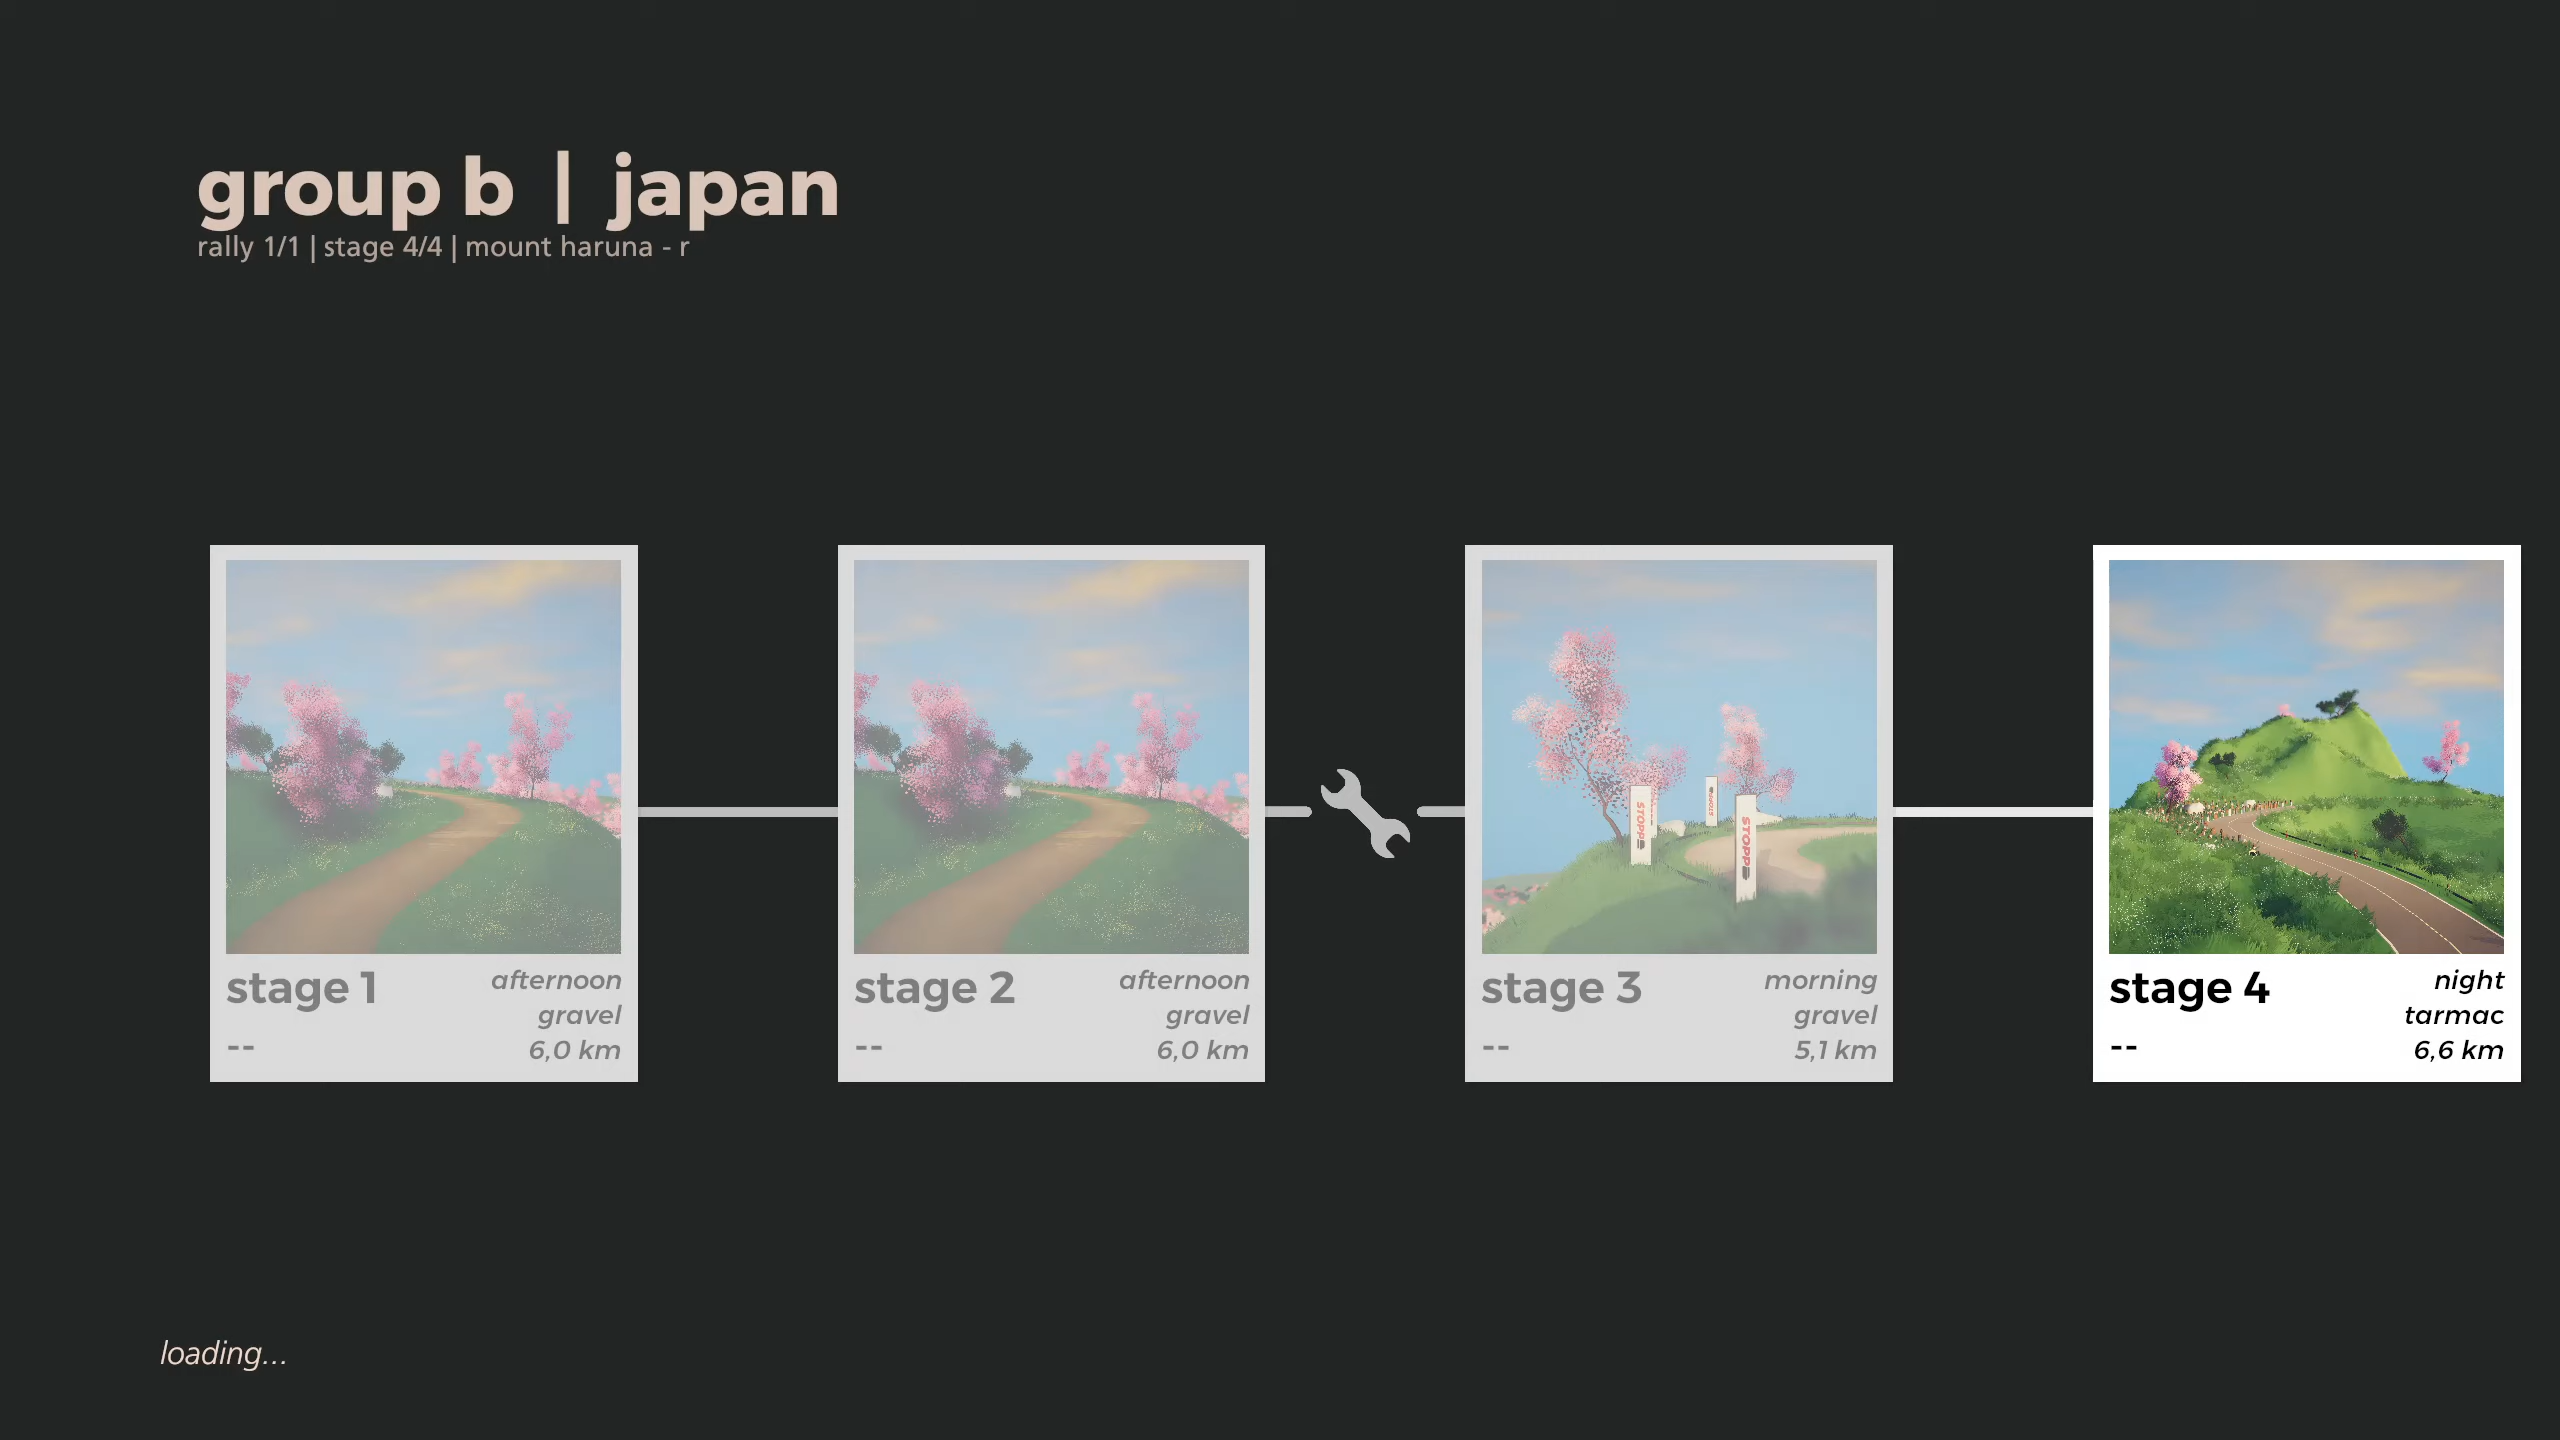 group b | japan
rally 1/1 | stage 4/4 | mount haruna - r
STOPPE
STOPPE
stage 1
afternoon
gravel
--
6,0 km
stage 2
afternoon
gravel
--
6,0 km
stage 3
morning
gravel
--
5,1 km
stage 4
night
tarmac
--
6,6 km
loading...